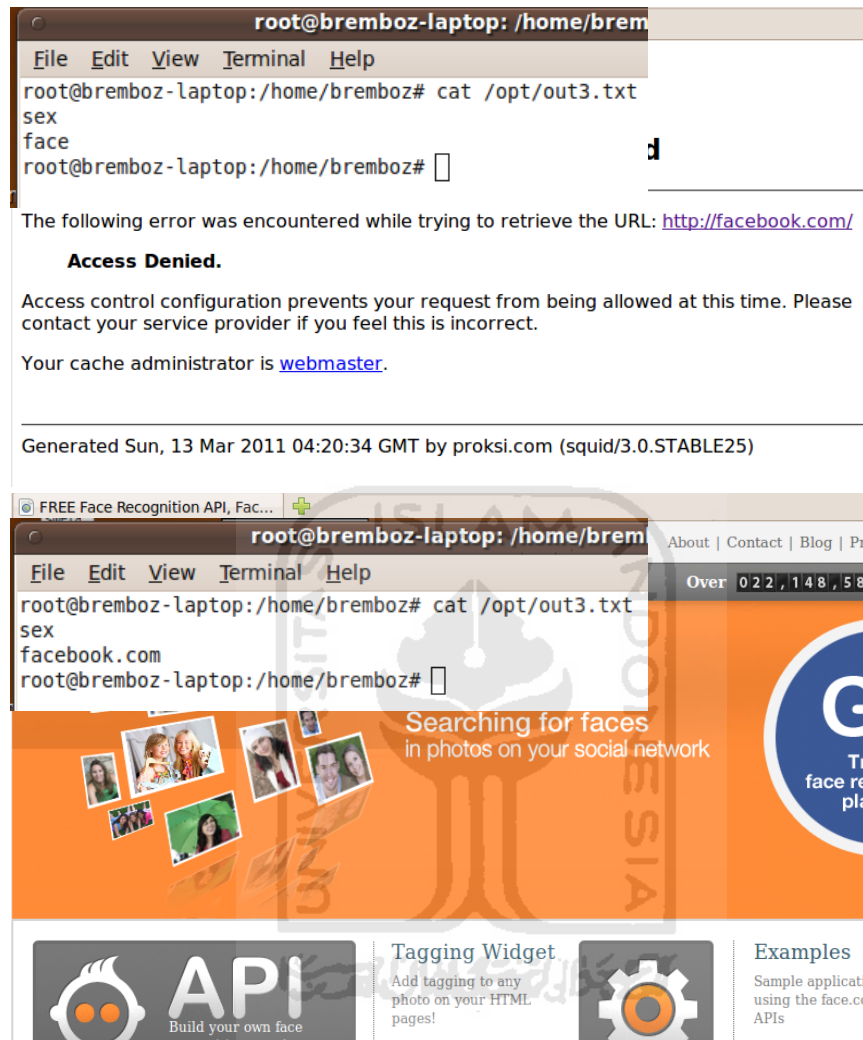 root@bremboz-laptop: /home/brem
File Edit View Terminal Help
root@bremboz-laptop:/home/bremboz# cat /opt/out3.txt
sex
face
root@bremboz-laptop:/home/bremboz#
d
The following error was encountered while trying to retrieve the URL: http://facebook.com/
Access Denied.
Access control configuration prevents your request from being allowed at this time. Please
contact your service provider if you feel this is incorrect.
Your cache administrator is webmaster.
Generated Sun, 13 Mar 2011 04:20:34 GMT by proksi.com (squid/3.0.STABLE25)
FREE Face Recognition API, Fac...
root@bremboz-laptop: /home/brem
About | Contact | Blog | Pr
File Edit View Terminal Help
Over 022,148,58
root@bremboz-laptop:/home/bremboz# cat /opt/out3.txt
sex
facebook.com
root@bremboz-laptop:/home/bremboz#
Searching for faces
in photos on your social network
G
Tr
face re
pla
UNIVERSITAS ISLAM INDONESIA
API
Build your own face
Tagging Widget
Add tagging to any
photo on your HTML
pages!
Examples
Sample applicati
using the face.co
APIs